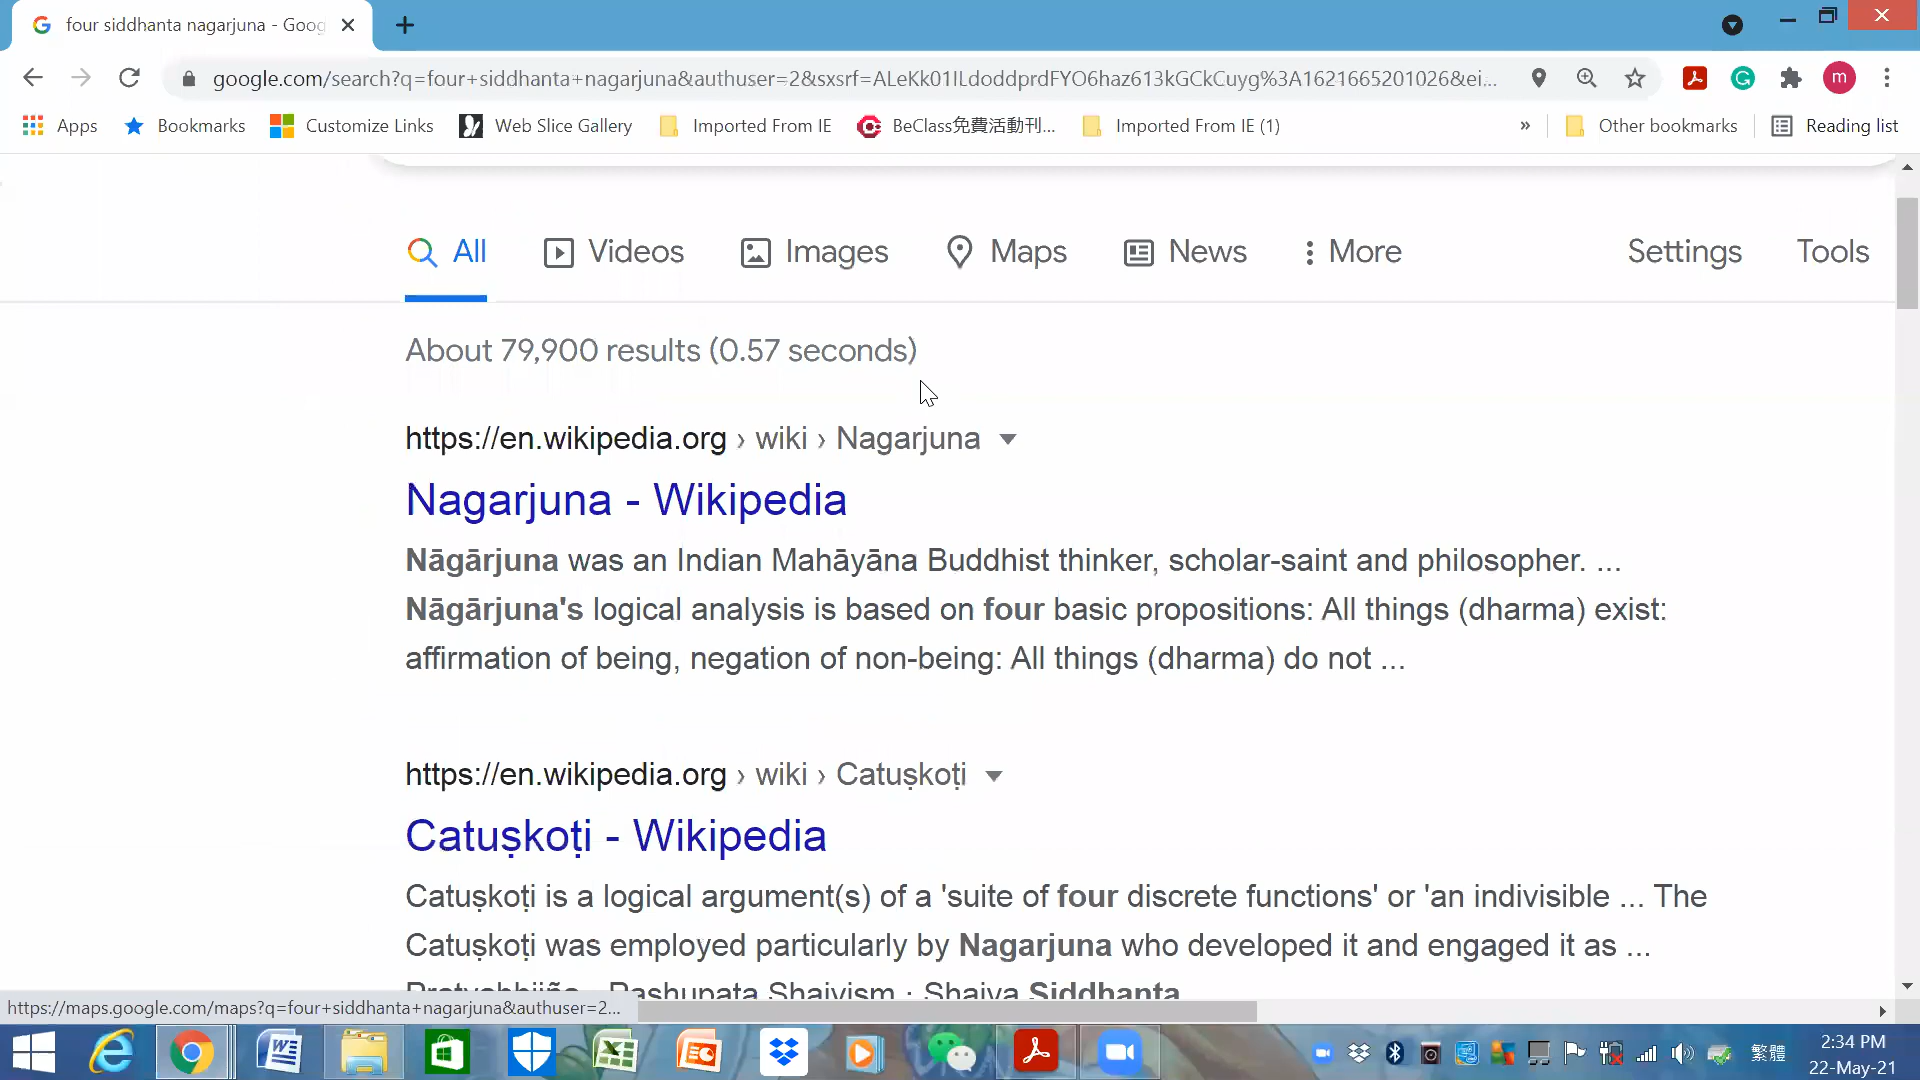 four siddhanta nagarjuna - Goog
google.com/search?q=four+siddhanta+nagarjuna&authuser=2&sxsrf=ALeKk01ILdoddprdFYO6haz613kGCkCuyg%3A1621665201026&ei...
m
Apps Bookmarks Customize Links Web Slice Gallery Imported From IE BeClass免費活動刊... Imported From IE (1) » Other bookmarks Reading list
All Videos Images Maps News More Settings Tools
About 79,900 results (0.57 seconds)
https://en.wikipedia.org › wiki › Nagarjuna
Nagarjuna - Wikipedia
Nāgārjuna was an Indian Mahāyāna Buddhist thinker, scholar-saint and philosopher. ...
Nāgārjuna's logical analysis is based on four basic propositions: All things (dharma) exist:
affirmation of being, negation of non-being: All things (dharma) do not ...
https://en.wikipedia.org › wiki › Catuṣkoṭi
Catuṣkoṭi - Wikipedia
Catuṣkoṭi is a logical argument(s) of a 'suite of four discrete functions' or 'an indivisible ... The
Catuṣkoṭi was employed particularly by Nagarjuna who developed it and engaged it as ...
Pratyabhijña · Pashupata Shaivism · Shaiva Siddhanta
https://maps.google.com/maps?q=four+siddhanta+nagarjuna&authuser=2...
繁體
2:34 PM
22-May-21